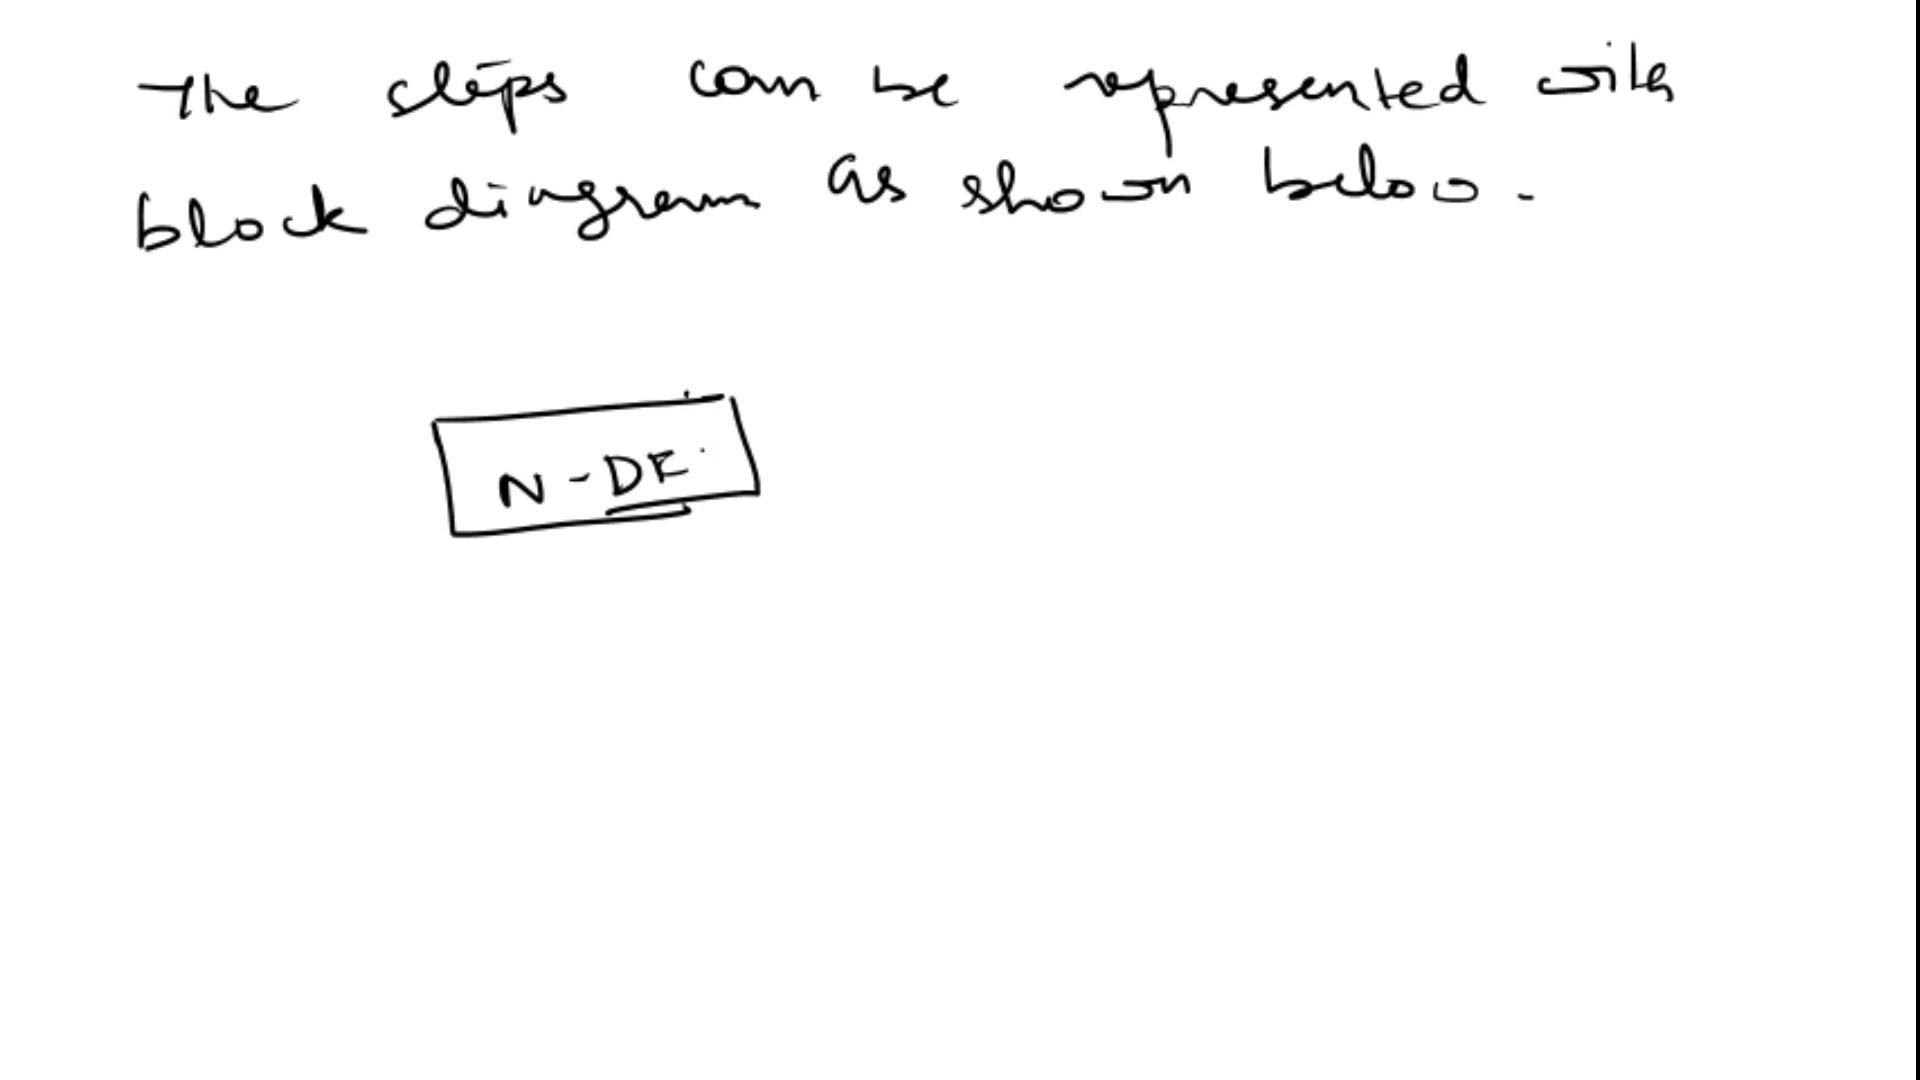 The steps can be represented with
block diagram as shown below.
N-DF